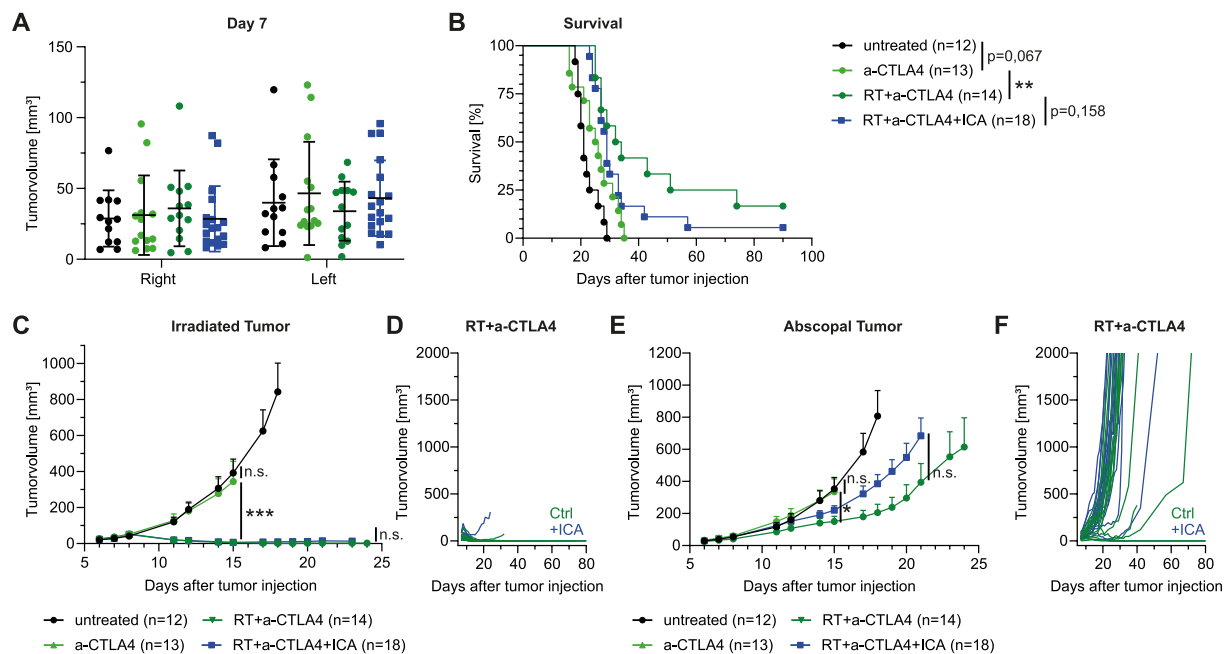 A
Day 7
Tumorvolume [mm³]
150
100
50
0
Right
Left
B
Survival
Survival [%]
100
75
50
25
0
0
20
40
60
80
100
Days after tumor injection
untreated (n=12)
a-CTLA4 (n=13)
RT+a-CTLA4 (n=14)
RT+a-CTLA4+ICA (n=18)
p=0,067
**
p=0,158
C
Irradiated Tumor
Tumorvolume [mm³]
1000
800
600
400
200
0
5
10
15
20
25
Days after tumor injection
n.s.
***
n.s.
untreated (n=12)
RT+a-CTLA4 (n=14)
a-CTLA4 (n=13)
RT+a-CTLA4+ICA (n=18)
D
RT+a-CTLA4
Tumorvolume [mm³]
2000
1500
1000
500
250
0
20
40
60
80
Days after tumor injection
Ctrl
+ICA
E
Abscopal Tumor
Tumorvolume [mm³]
1200
1000
800
600
400
200
0
5
10
15
20
25
Days after tumor injection
n.s.
*
n.s.
untreated (n=12)
RT+a-CTLA4 (n=14)
a-CTLA4 (n=13)
RT+a-CTLA4+ICA (n=18)
F
RT+a-CTLA4
Tumorvolume [mm³]
2000
1500
1000
500
250
0
20
40
60
80
Days after tumor injection
Ctrl
+ICA